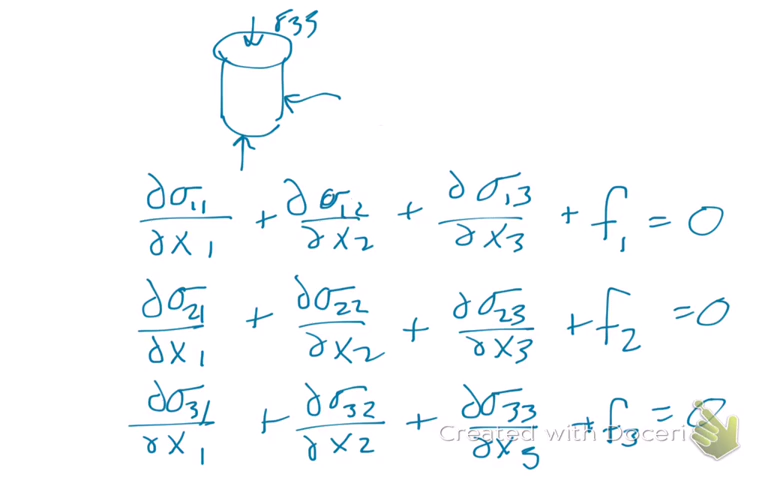 σ33
∂σ11/∂x1 + ∂σ12/∂x2 + ∂σ13/∂x3 + f1 = 0
∂σ21/∂x1 + ∂σ22/∂x2 + ∂σ23/∂x3 + f2 = 0
∂σ31/∂x1 + ∂σ32/∂x2 + ∂σ33/∂x3 + f3 = 0
Created with Doceri